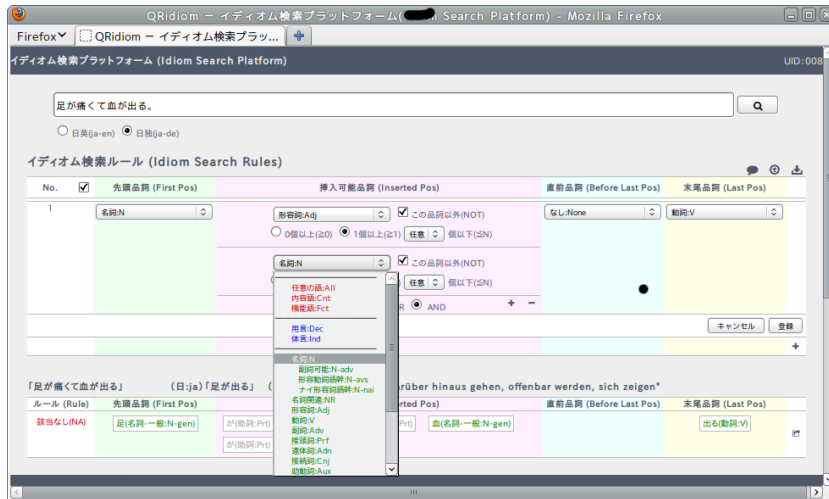 QRidiom － イディオム検索プラットフォーム( Search Platform) - Mozilla Firefox
Firefox
QRidiom － イディオム検索プラッ...
イディオム検索プラットフォーム (Idiom Search Platform)
UID:008
足が痛くて血が出る。
日英(ja-en) 日独(ja-de)
イディオム検索ルール (Idiom Search Rules)
No. 先頭品詞 (First Pos) 挿入可能品詞 (Inserted Pos) 直前品詞 (Before Last Pos) 末尾品詞 (Last Pos)
1 名詞:N 形容詞:Adj この品詞以外(NOT) なし:None 動詞:V
0個以上(≧0) 1個以上(≧1) 任意 個以下(≦N)
名詞:N この品詞以外(NOT)
任意 個以下(≦N)
任意の語:All
内容語:Cnt
機能語:Fct
R AND + −
用言:Dec
体言:Ind
キャンセル 登録
+
名詞:N
副詞可能:N-adv
形容動詞語幹:N-avs
ナイ形容詞語幹:N-nai
名詞関連:NR
形容詞:Adj
動詞:V
副詞:Adv
接頭詞:Prf
連体詞:Adn
接続詞:Cnj
助動詞:Aux
「足が痛くて血が出る」 (日:ja)「足が出る」 ( arüber hinaus gehen, offenbar werden, sich zeigen"
ルール (Rule) 先頭品詞 (First Pos) erted Pos) 直前品詞 (Before Last Pos) 末尾品詞 (Last Pos)
該当なし(NA) 足(名詞-一般:N-gen) が(助詞:Prt) Prt) 血(名詞-一般:N-gen) 出る(動詞:V)
が(助詞:Prt)